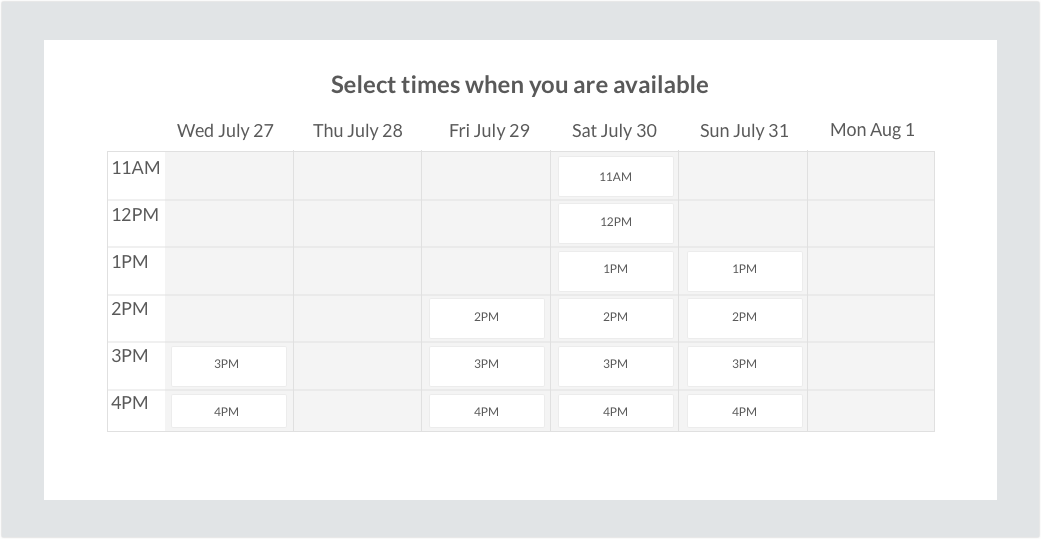 Select times when you are available
Wed July 27 Thu July 28 Fri July 29 Sat July 30 Sun July 31 Mon Aug 1
11AM 11AM
12PM 12PM
1PM 1PM 1PM
2PM 2PM 2PM 2PM
3PM 3PM 3PM 3PM 3PM
4PM 4PM 4PM 4PM 4PM